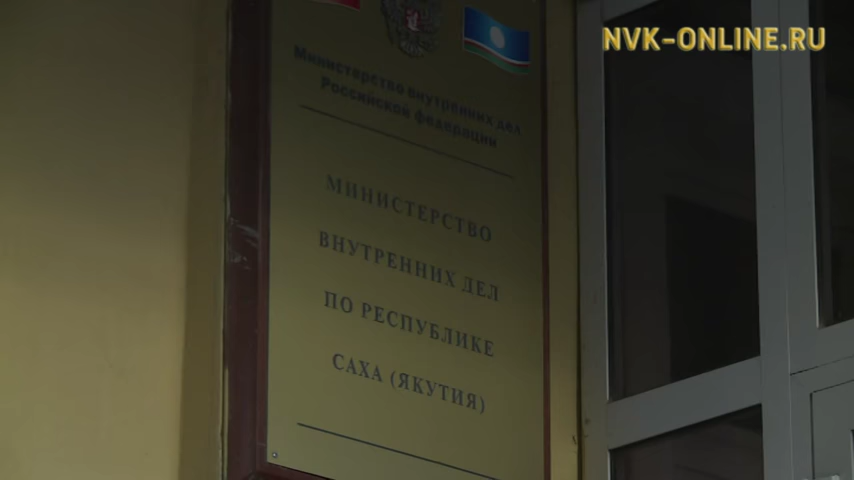 NVK-ONLINE.RU
Министерство внутренних дел
Российской федерации
МИНИСТЕРСТВО
ВНУТРЕННИХ ДЕЛ
ПО РЕСПУБЛИКЕ
САХА (ЯКУТИЯ)